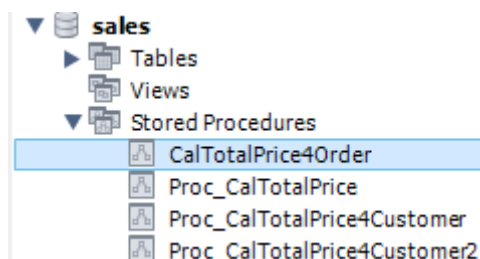 sales
Tables
Views
Stored Procedures
CalTotalPrice4Order
Proc_CalTotalPrice
Proc_CalTotalPrice4Customer
Proc_CalTotalPrice4Customer2